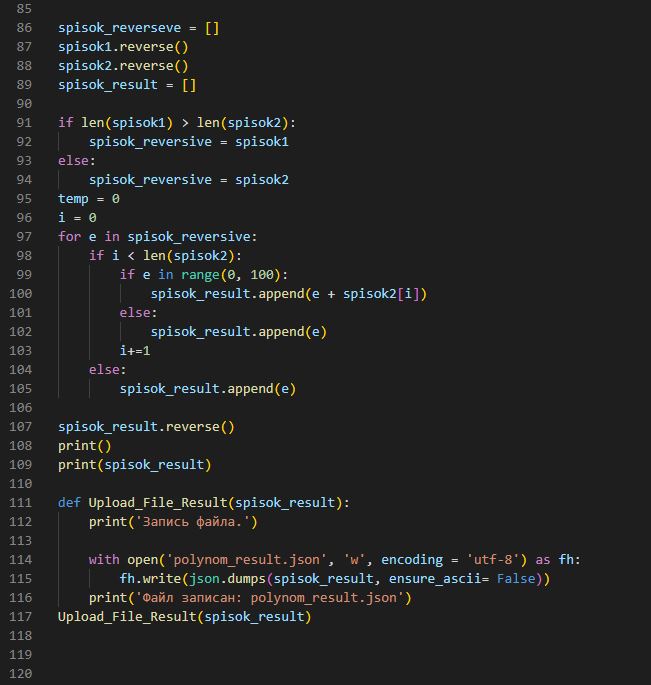 85
86 spisok_reverseve = []
87 spisok1.reverse()
88 spisok2.reverse()
89 spisok_result = []
90
91 if len(spisok1) > len(spisok2):
92     spisok_reversive = spisok1
93 else:
94     spisok_reversive = spisok2
95 temp = 0
96 i = 0
97 for e in spisok_reversive:
98     if i < len(spisok2):
99         if e in range(0, 100):
100             spisok_result.append(e + spisok2[i])
101         else:
102             spisok_result.append(e)
103         i+=1
104     else:
105         spisok_result.append(e)
106
107 spisok_result.reverse()
108 print()
109 print(spisok_result)
110
111 def Upload_File_Result(spisok_result):
112     print('Запись файла.')
113
114     with open('polynom_result.json', 'w', encoding = 'utf-8') as fh:
115         fh.write(json.dumps(spisok_result, ensure_ascii= False))
116     print('Файл записан: polynom_result.json')
117 Upload_File_Result(spisok_result)
118
119
120